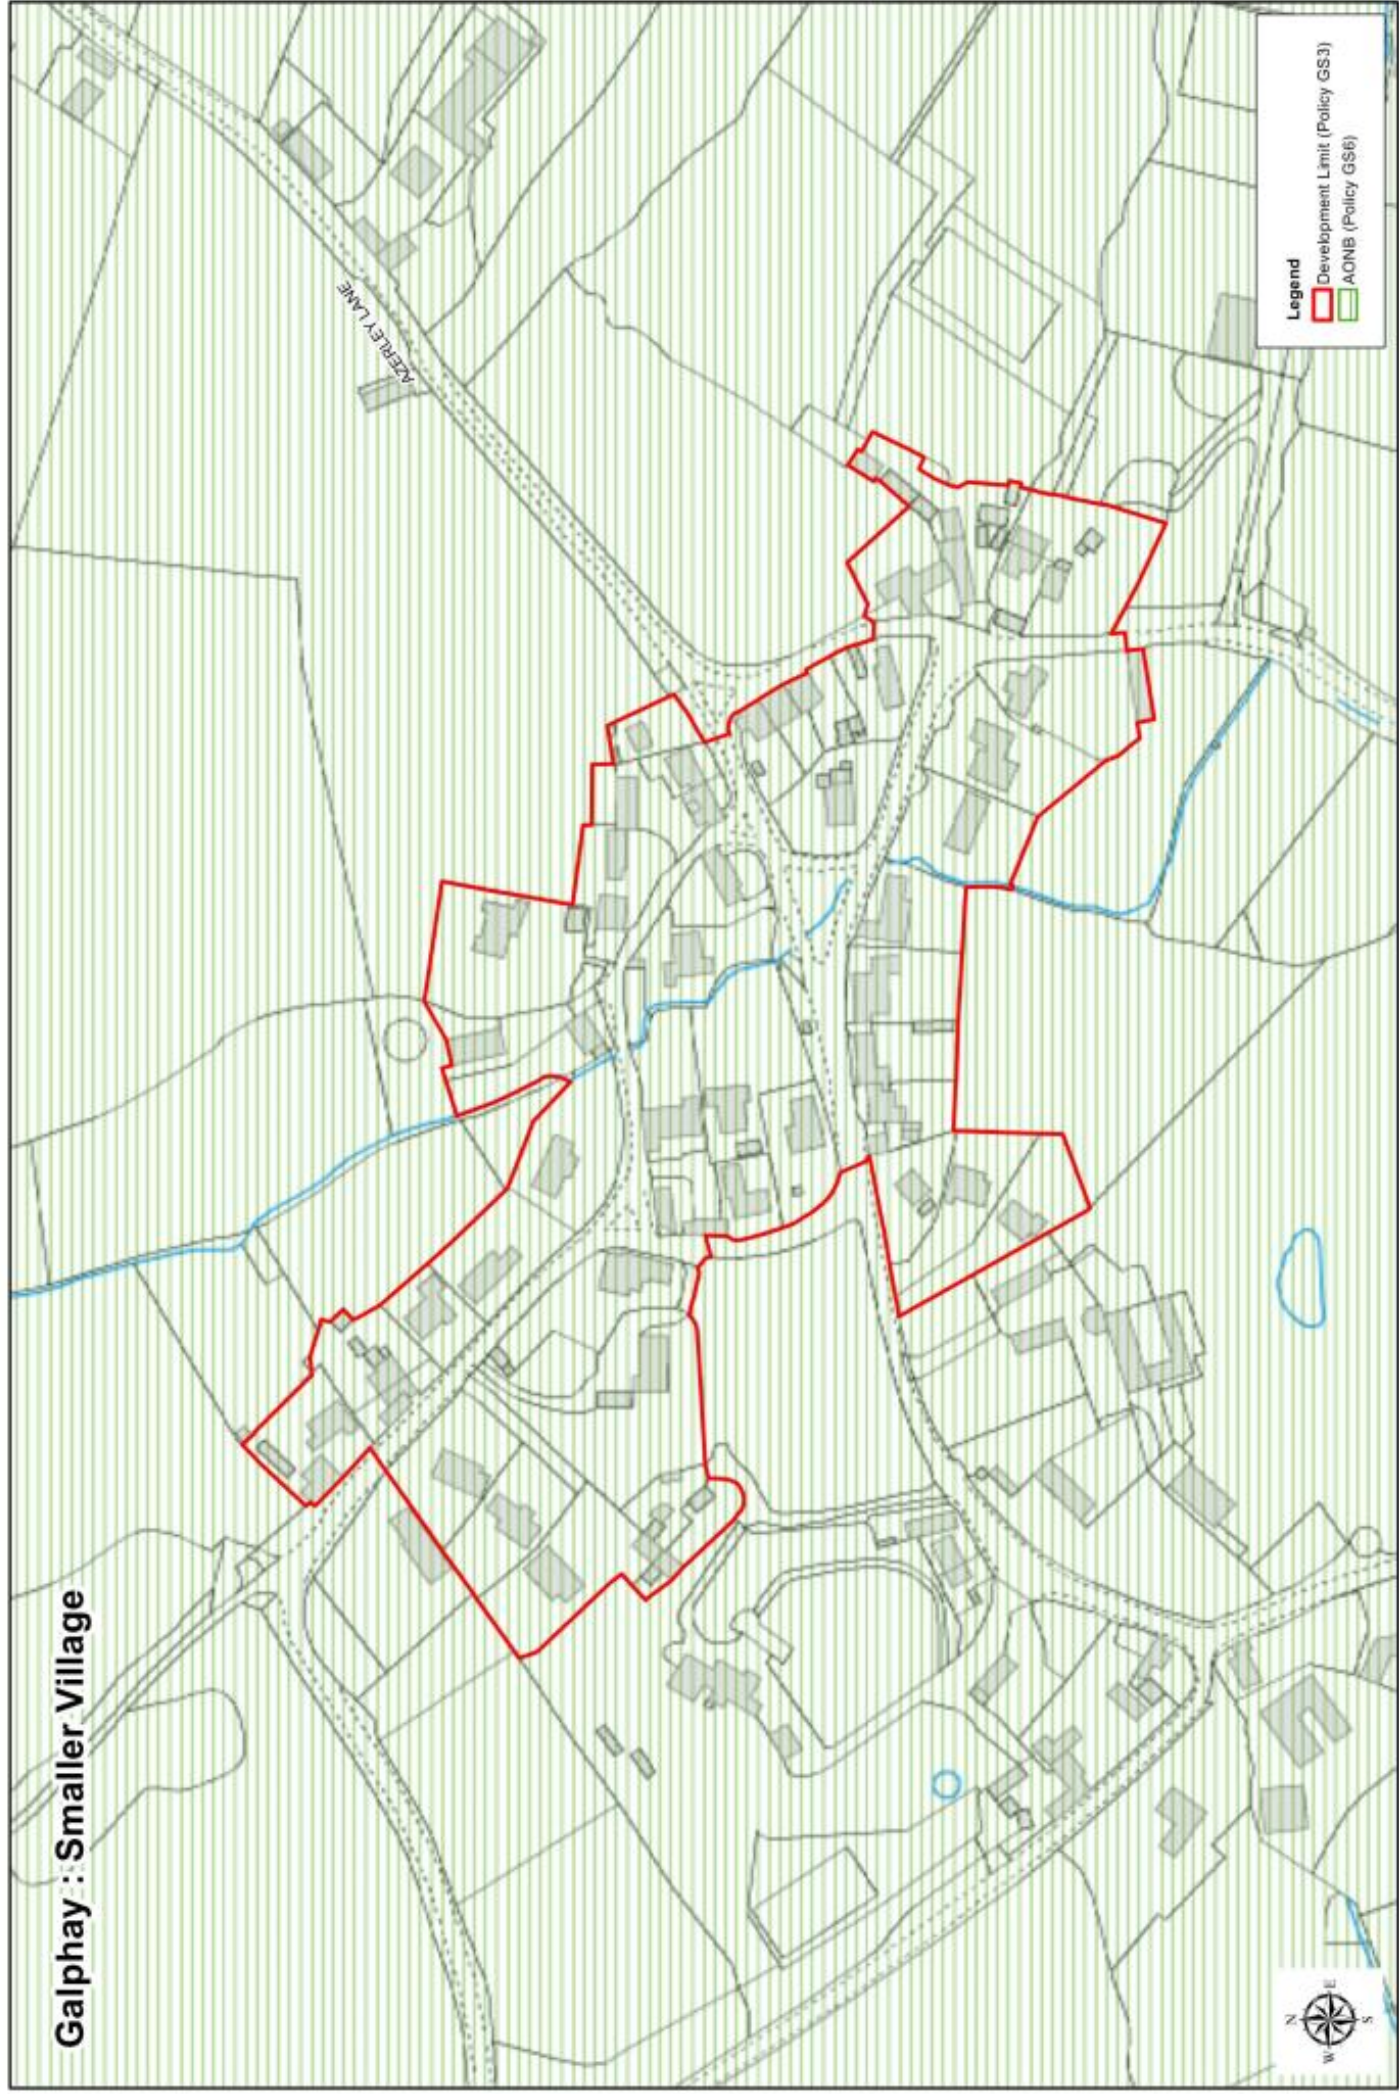 Galphay : Smaller Village
AZERLEY LANE
Legend
Development Limit (Policy GS3)
AONB (Policy GS6)
N
W E
S